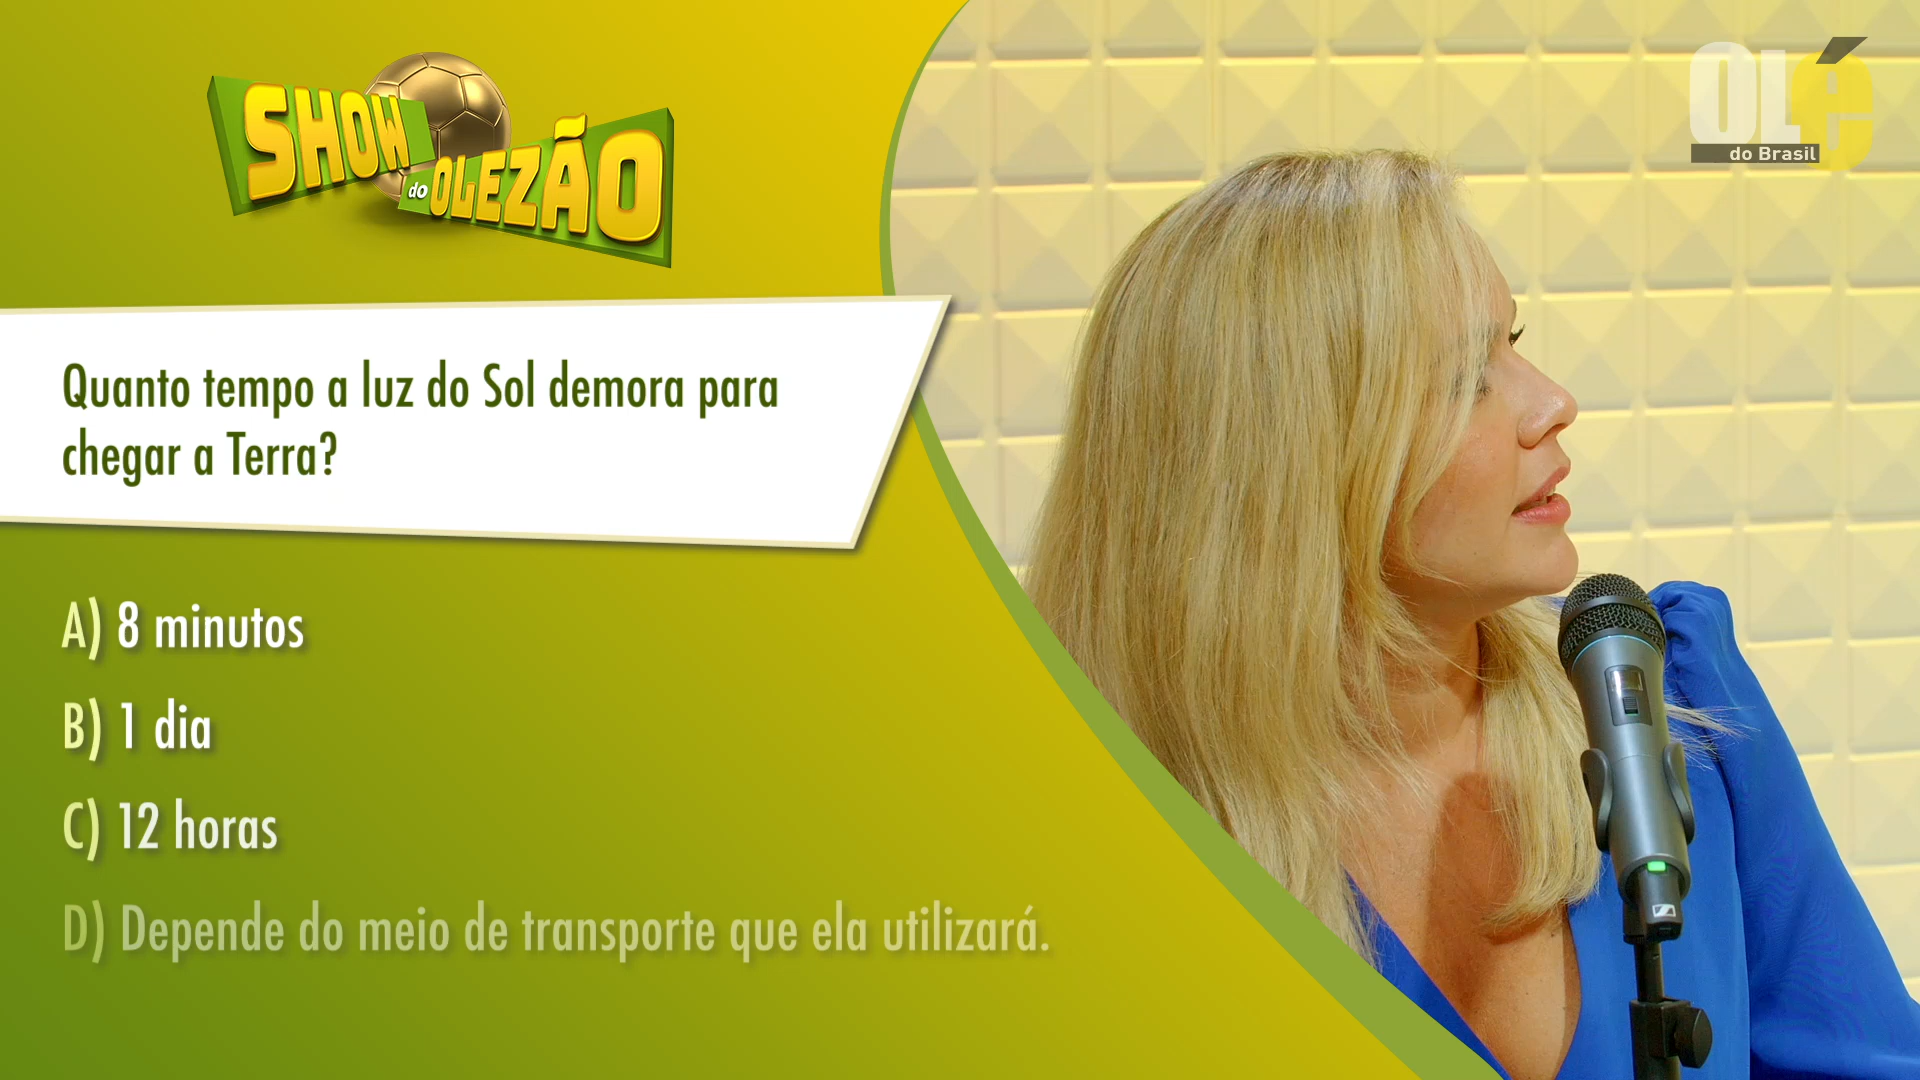 SHOW
do OLEZÃO
OLé
do Brasil
Quanto tempo a luz do Sol demora para
chegar a Terra?
A) 8 minutos
B) 1 dia
C) 12 horas
D) Depende do meio de transporte que ela utilizará.